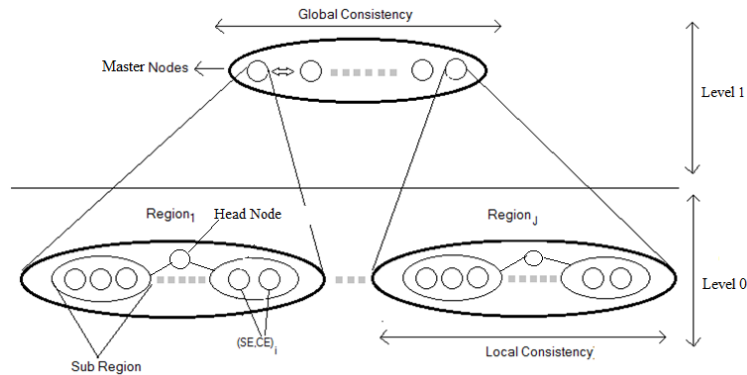 Global Consistency
Master Nodes
Level 1
Region1
Head Node
RegionJ
Level 0
(SE,CE)i
Sub Region
Local Consistency